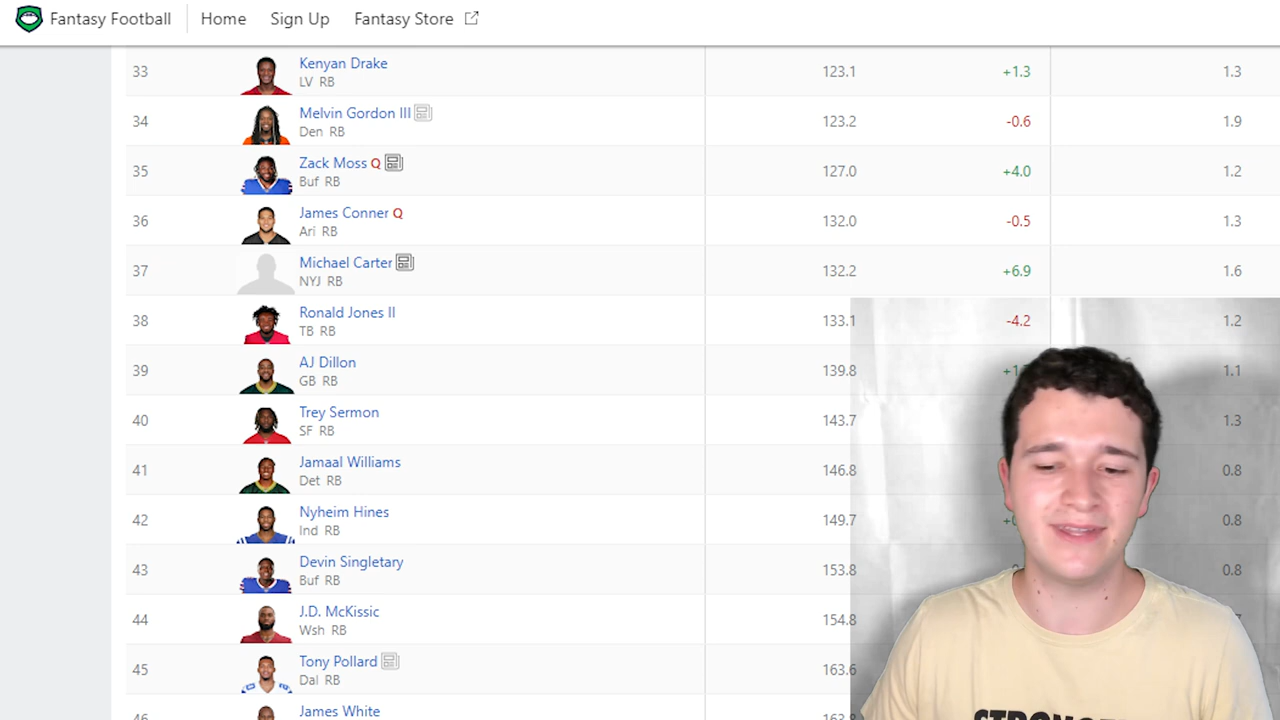 Fantasy Football Home Sign Up Fantasy Store
33 Kenyan Drake 123.1 +1.3 1.3
LV RB
34 Melvin Gordon III 123.2 -0.6 1.9
Den RB
35 Zack Moss Q 127.0 +4.0 1.2
Buf RB
36 James Conner Q 132.0 -0.5 1.3
Ari RB
37 Michael Carter 132.2 +6.9 1.6
NYJ RB
38 Ronald Jones II 133.1 -4.2 1.2
TB RB
39 AJ Dillon 139.8 1.1
GB RB
40 Trey Sermon 143.7 1.3
SF RB
41 Jamaal Williams 146.8 0.8
Det RB
42 Nyheim Hines 149.7 0.8
Ind RB
43 Devin Singletary 153.8 0.8
Buf RB
44 J.D. McKissic 154.8
Wsh RB
45 Tony Pollard 163.6
Dal RB
James White